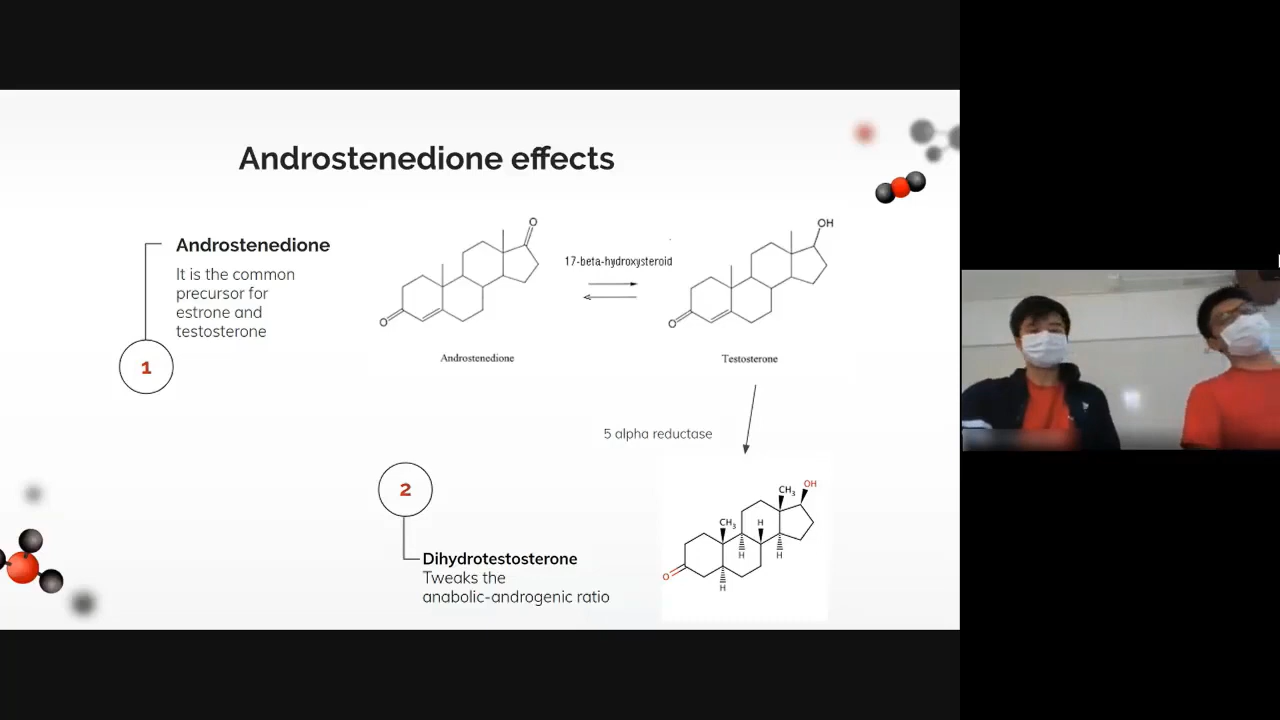 Androstenedione effects
Androstenedione
It is the common
precursor for
estrone and
testosterone
1
O
O
Androstenedione
17-beta-hydroxysteroid
OH
O
Testosterone
5 alpha reductase
2
Dihydrotestosterone
Tweaks the
anabolic-androgenic ratio
OH
CH3
CH3
H
H
H
H
O